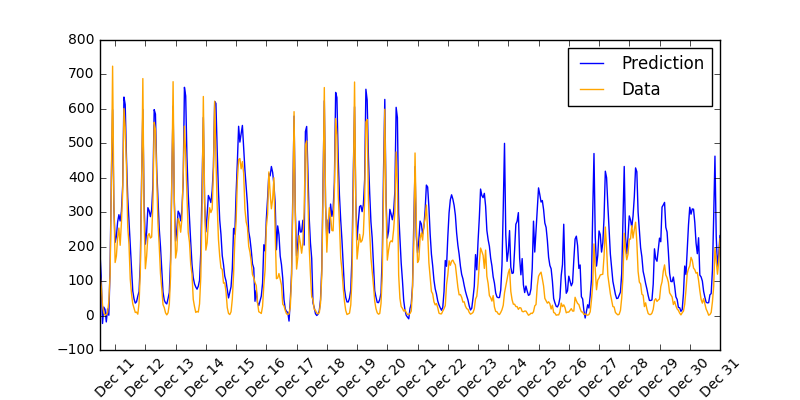 800
700
600
500
400
300
200
100
0
−100
Prediction
Data
Dec 11
Dec 12
Dec 13
Dec 14
Dec 15
Dec 16
Dec 17
Dec 18
Dec 19
Dec 20
Dec 21
Dec 22
Dec 23
Dec 24
Dec 25
Dec 26
Dec 27
Dec 28
Dec 29
Dec 30
Dec 31